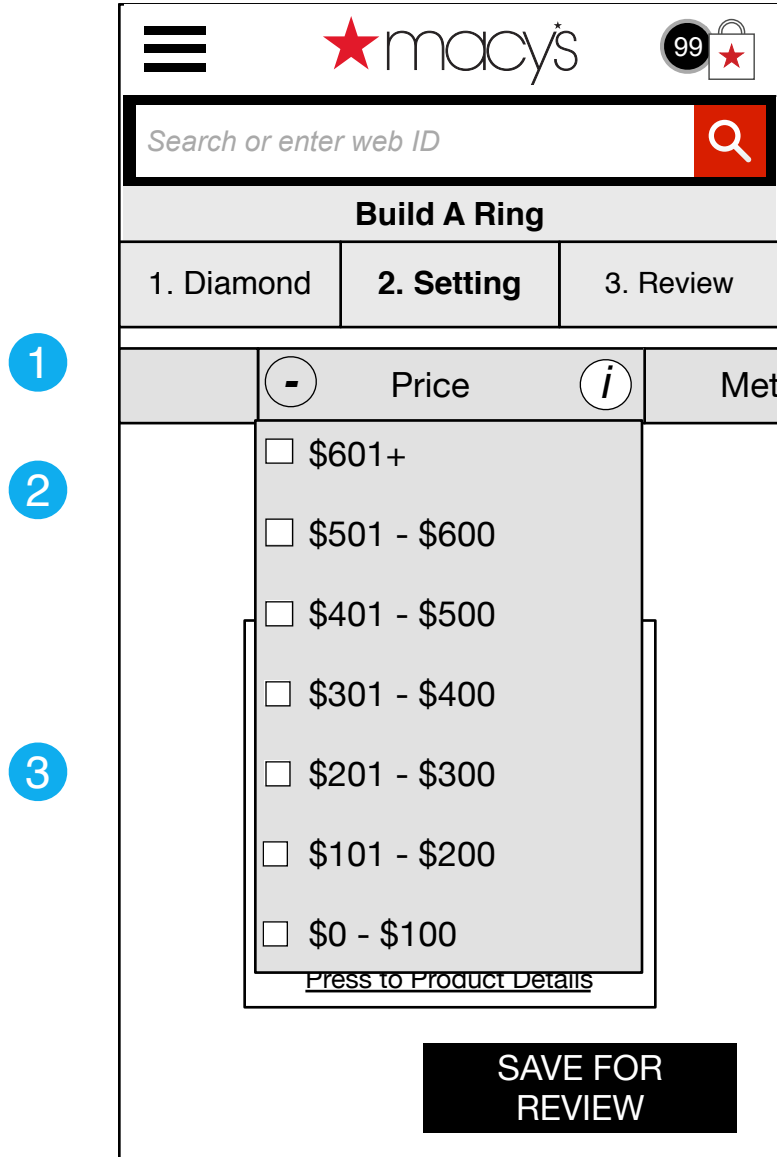 macy's
99
Search or enter web ID
Build A Ring
1. Diamond
2. Setting
3. Review
1
-
Price
i
Met
2
$601+
$501 - $600
$401 - $500
$301 - $400
3
$201 - $300
$101 - $200
$0 - $100
Press to Product Details
SAVE FOR
REVIEW